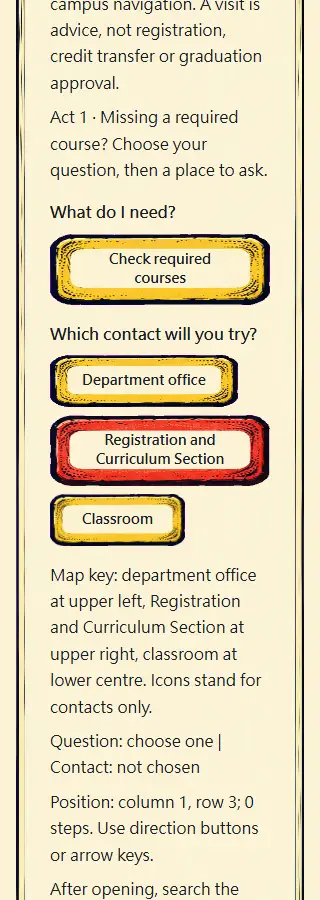 campus navigation. A visit is
advice, not registration,
credit transfer or graduation
approval.
Act 1 · Missing a required
course? Choose your
question, then a place to ask.
What do I need?
Check required
courses
Which contact will you try?
Department office
Registration and
Curriculum Section
Classroom
Map key: department office
at upper left, Registration
and Curriculum Section at
upper right, classroom at
lower centre. Icons stand for
contacts only.
Question: choose one |
Contact: not chosen
Position: column 1, row 3; 0
steps. Use direction buttons
or arrow keys.
After opening, search the